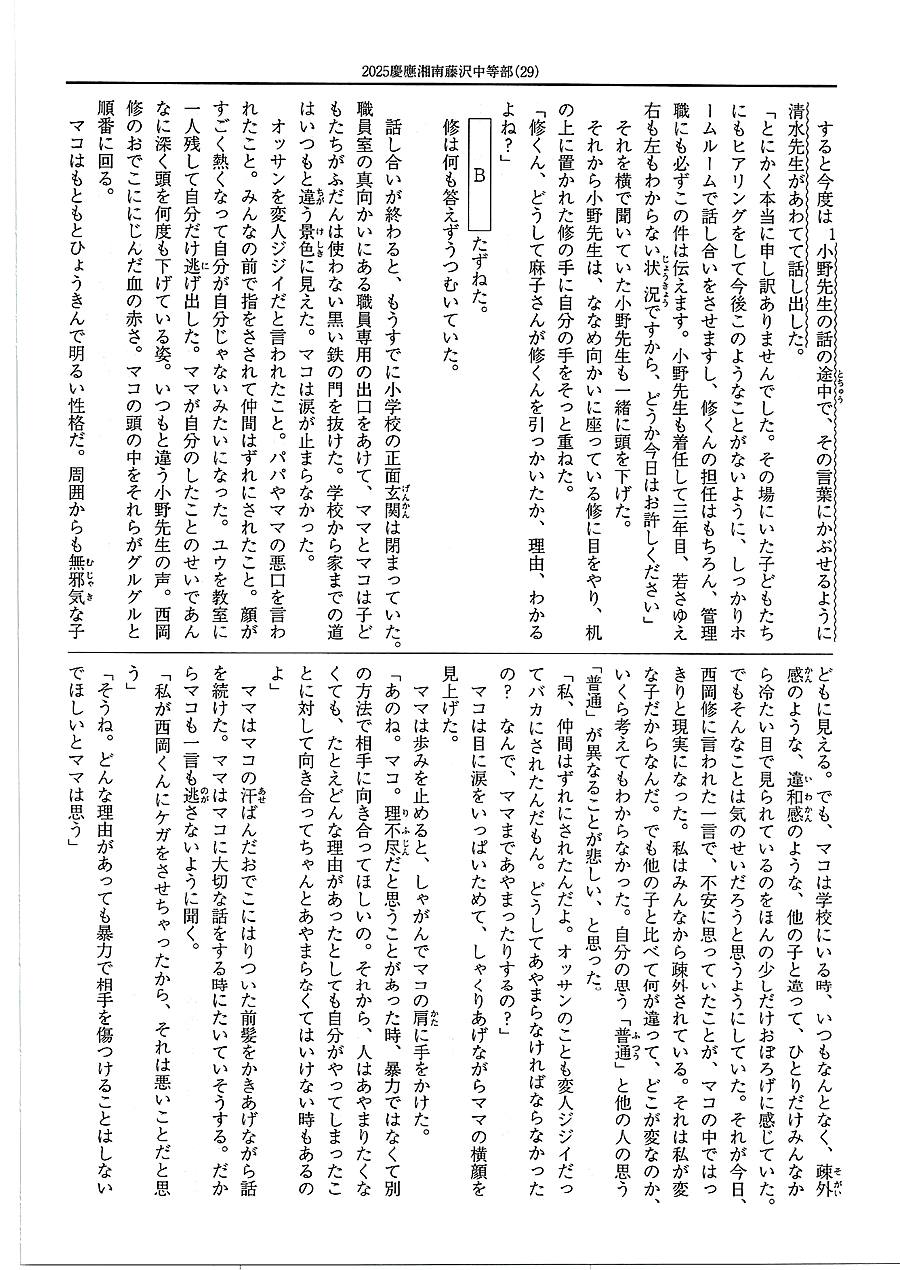 2025慶應湘南藤沢中等部(29)
すると今度は1小野先生の話の途中で、その言葉にかぶせるように
清水先生があわてて話し出した。
「とにかく本当に申し訳ありませんでした。その場にいた子どもたち
にもヒアリングをして今後このようなことがないように、しっかりホ
ームルームで話し合いをさせますし、修くんの担任はもちろん、管理
職にも必ずこの件は伝えます。小野先生も着任して三年目、若さゆえ
右も左もわからない状況ですから、どうか今日はお許しください」
それを横で聞いていた小野先生も一緒に頭を下げた。
それから小野先生は、ななめ向かいに座っている修に目をやり、机
の上に置かれた修の手に自分の手をそっと重ねた。
「修くん、どうして麻子さんが修くんを引っかいたか、理由、わかる
よね?」
B たずねた。
修は何も答えずうつむいていた。
話し合いが終わると、もうすでに小学校の正面玄関は閉まっていた。
職員室の真向かいにある職員専用の出口をあけて、ママとマコは子ど
もたちがふだんは使わない黒い鉄の門を抜けた。学校から家までの道
はいつもと違う景色に見えた。マコは涙が止まらなかった。
オッサンを変人ジジイだと言われたこと。パパやママの悪口を言わ
れたこと。みんなの前で指をさされて仲間はずれにされたこと。顔が
すごく熱くなって自分が自分じゃないみたいになった。ユウを教室に
一人残して自分だけ逃げ出した。ママが自分のしたことのせいであん
なに深く頭を何度も下げている姿。いつもと違う小野先生の声。西岡
修のおでこににじんだ血の赤さ。マコの頭の中をそれらがグルグルと
順番に回る。
マコはもともとひょうきんで明るい性格だ。周囲からも無邪気な子
どもに見える。でも、マコは学校にいる時、いつもなんとなく、疎外
感のような、違和感のような、他の子と違って、ひとりだけみんなか
ら冷たい目で見られているのをほんの少しだけおぼろげに感じていた。
でもそんなことは気のせいだろうと思うようにしていた。それが今日、
西岡修に言われた一言で、不安に思っていたことが、マコの中ではっ
きりと現実になった。私はみんなから疎外されている。それは私が変
な子だからなんだ。でも他の子と比べて何が違って、どこが変なのか、
いくら考えてもわからなかった。自分の思う「普通」と他の人の思う
「普通」が異なることが悲しい、と思った。
「私、仲間はずれにされたんだよ。オッサンのことも変人ジジイだっ
てバカにされたんだもん。どうしてあやまらなければならなかった
の? なんで、ママまであやまったりするの?」
マコは目に涙をいっぱいためて、しゃくりあげながらママの横顔を
見上げた。
ママは歩みを止めると、しゃがんでマコの肩に手をかけた。
「あのね。マコ。理不尽だと思うことがあった時、暴力ではなくて別
の方法で相手に向き合ってほしいの。それから、人はあやまりたくな
くても、たとえどんな理由があったとしても自分がやってしまったこ
とに対して向き合ってちゃんとあやまらなくてはいけない時もあるの
よ」
ママはマコの汗ばんだおでこにはりついた前髪をかきあげながら話
を続けた。ママはマコに大切な話をする時にたいていそうする。だか
らマコも一言も逃さないように聞く。
「私が西岡くんにケガをさせちゃったから、それは悪いことだと思
う」
「そうね。どんな理由があっても暴力で相手を傷つけることはしない
でほしいとママは思う」